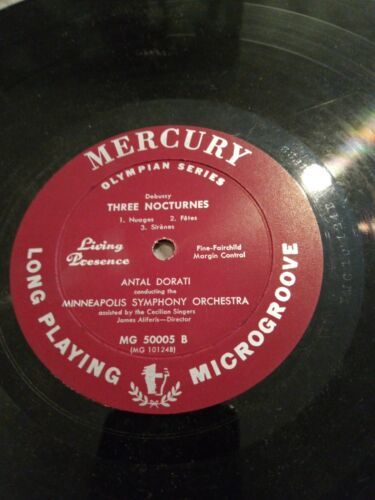 MERCURY
OLYMPIAN SERIES
Debussy
THREE NOCTURNES
1. Nuages 2. Fêtes
3. Sirènes
Living
Presence
Fine-Fairchild
Margin Control
ANTAL DORATI
conducting the
MINNEAPOLIS SYMPHONY ORCHESTRA
assisted by the Cecilian Singers
James Aliferis—Director
MG 50005 B
(MG 10124B)
LONG PLAYING
MICROGROOVE